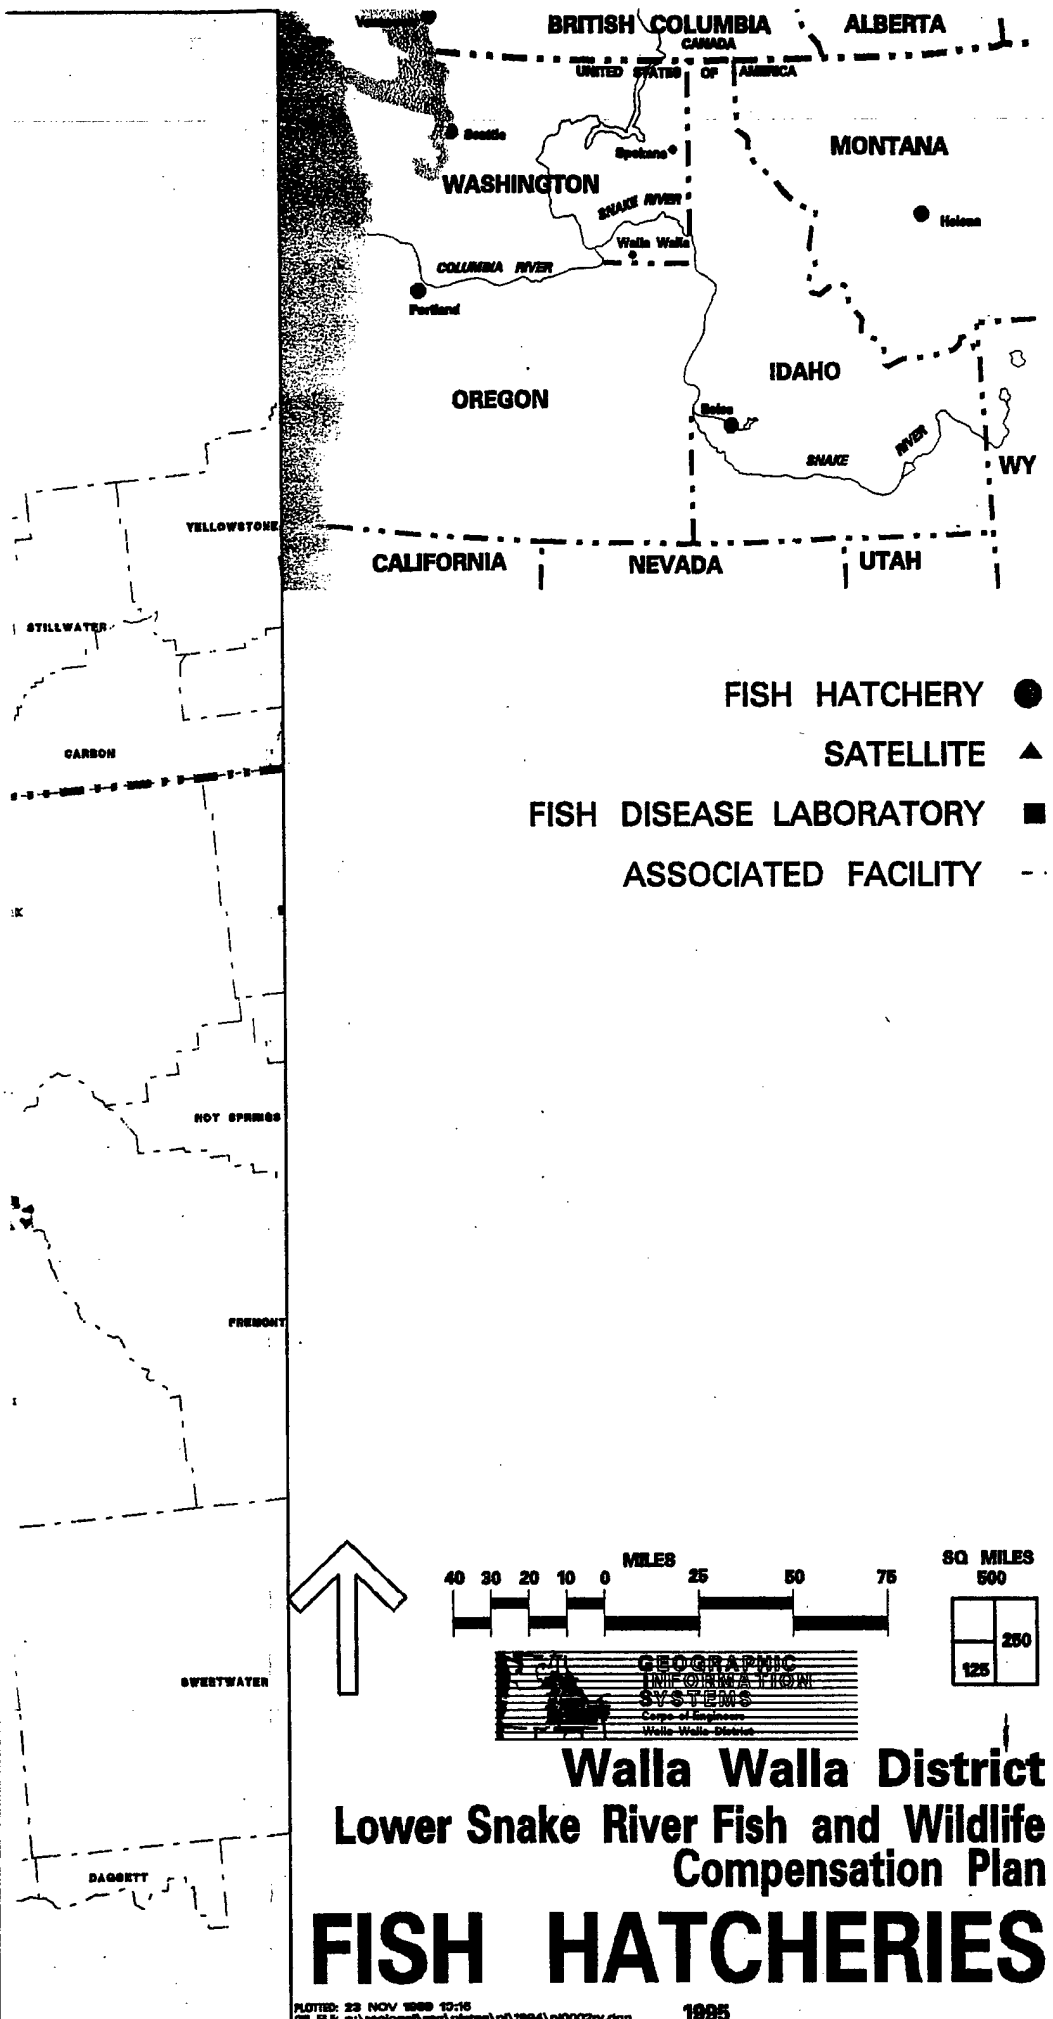 BRITISH COLUMBIA
ALBERTA
CANADA
UNITED STATES OF AMERICA
Seattle
Spokane
MONTANA
WASHINGTON
SNAKE RIVER
Helena
Walla Walla
COLUMBIA RIVER
Portland
IDAHO
OREGON
Boise
SNAKE RIVER
WY
YELLOWSTONE
CALIFORNIA
NEVADA
UTAH
STILLWATER
FISH HATCHERY
CARBON
SATELLITE
FISH DISEASE LABORATORY
ASSOCIATED FACILITY
HOT SPRINGS
FREMONT
MILES
40 30 20 10 0 25 50 75
SQ MILES
500
250
125
GEOGRAPHIC
INFORMATION
SYSTEMS
Corps of Engineers
Walla Walla District
SWEETWATER
Walla Walla District
Lower Snake River Fish and Wildlife
Compensation Plan
DAGGETT
FISH HATCHERIES
PLOTTED: 23 NOV
1995